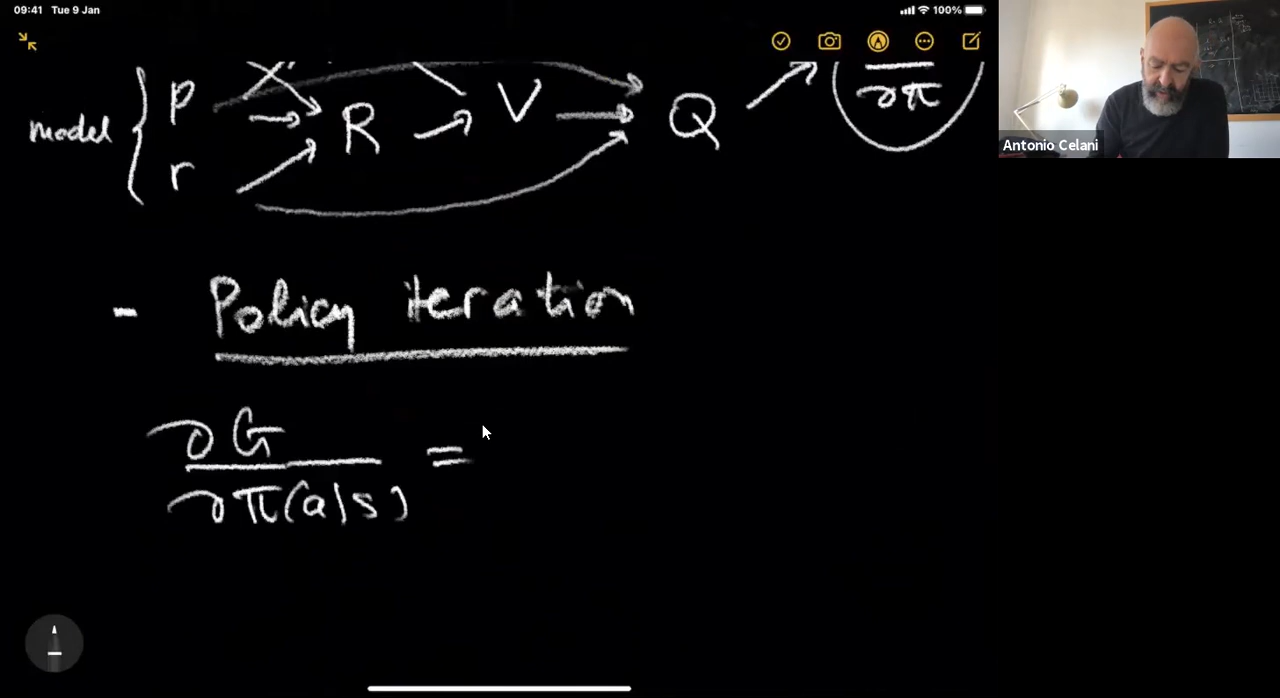 09:41 Tue 9 Jan
100%
Antonio Celani
model { p
r
R
V
Q
∂π
- Policy iteration
∂G
∂π(a|s)
=